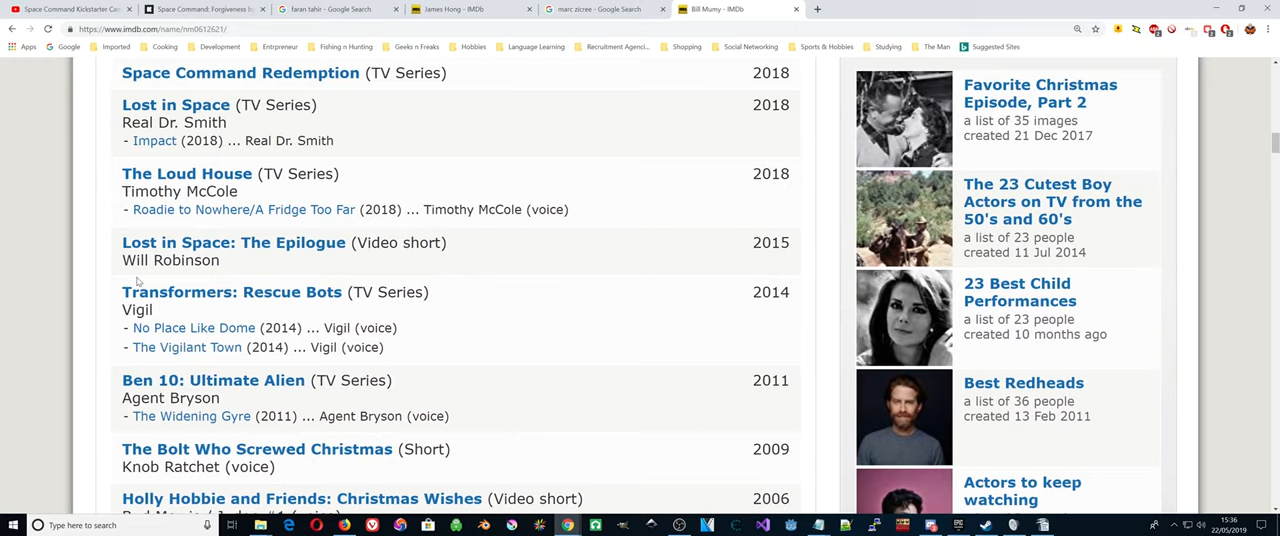 Space Command Kickstarter Cam
Space Command: Forgiveness by
faran tahir - Google Search
James Hong - IMDb
marc zicree - Google Search
Bill Mumy - IMDb
https://www.imdb.com/name/nm0612621/
Apps
Google
Imported
Cooking
Development
Entrpreneur
Fishing n Hunting
Geeks n Freaks
Hobbies
Language Learning
Recruitment Agenci...
Shopping
Social Networking
Sports & Hobbies
Studying
The Man
Suggested Sites
Space Command Redemption (TV Series) 2018
Lost in Space (TV Series) 2018
Real Dr. Smith
- Impact (2018) ... Real Dr. Smith
The Loud House (TV Series) 2018
Timothy McCole
- Roadie to Nowhere/A Fridge Too Far (2018) ... Timothy McCole (voice)
Lost in Space: The Epilogue (Video short) 2015
Will Robinson
Transformers: Rescue Bots (TV Series) 2014
Vigil
- No Place Like Dome (2014) ... Vigil (voice)
- The Vigilant Town (2014) ... Vigil (voice)
Ben 10: Ultimate Alien (TV Series) 2011
Agent Bryson
- The Widening Gyre (2011) ... Agent Bryson (voice)
The Bolt Who Screwed Christmas (Short) 2009
Knob Ratchet (voice)
Holly Hobbie and Friends: Christmas Wishes (Video short) 2006
Favorite Christmas
Episode, Part 2
a list of 35 images
created 21 Dec 2017
The 23 Cutest Boy
Actors on TV from the
50's and 60's
a list of 23 people
created 11 Jul 2014
23 Best Child
Performances
a list of 23 people
created 10 months ago
Best Redheads
a list of 36 people
created 13 Feb 2011
Actors to keep
watching
Type here to search
15:36
22/05/2019